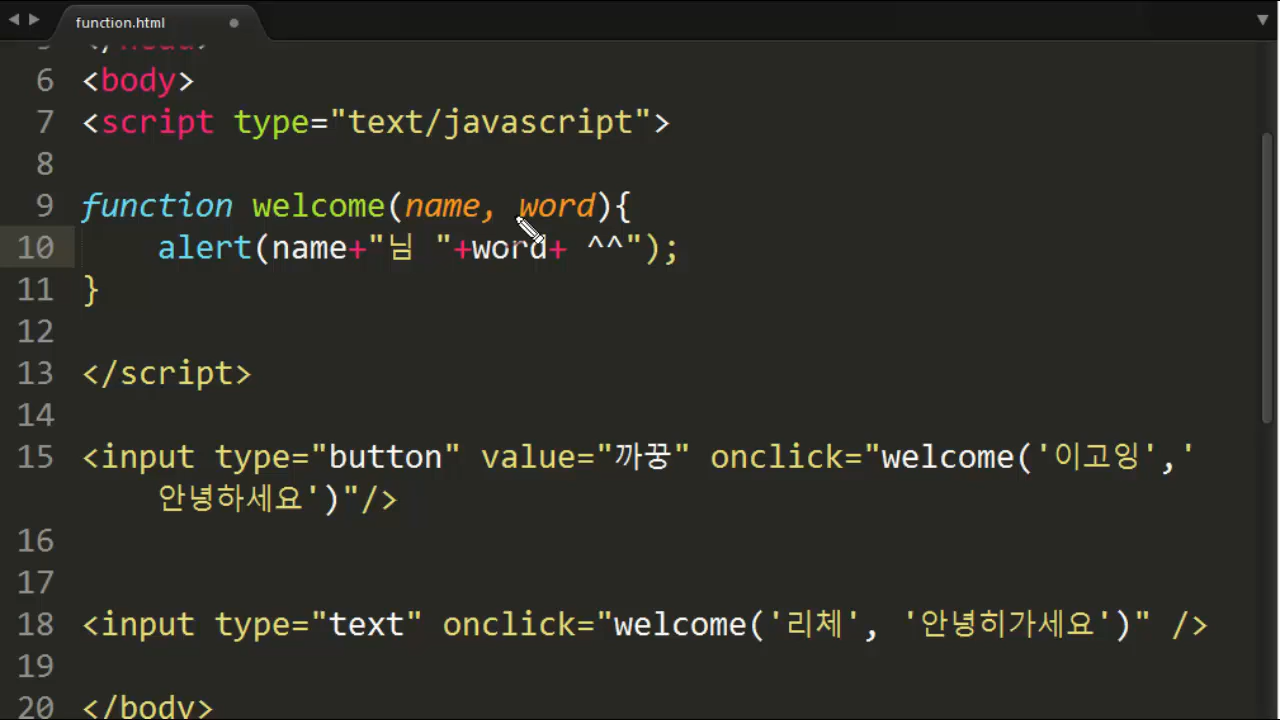 function.html
6 <body>
7 <script type="text/javascript">
8
9 function welcome(name, word){
10 alert(name+"님 "+word+ ^^");
11 }
12
13 </script>
14
15 <input type="button" value="까꿍" onclick="welcome('이고잉','
안녕하세요')"/>
16
17
18 <input type="text" onclick="welcome('리체', '안녕히가세요')" />
19
20 </body>